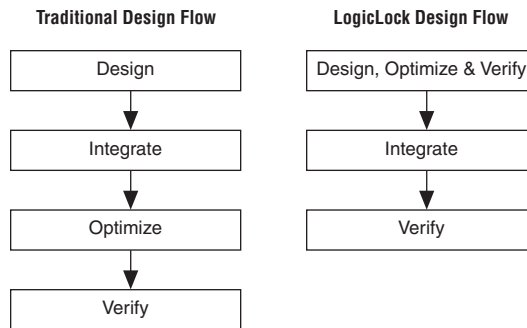 Traditional Design Flow
Design
Integrate
Optimize
Verify
LogicLock Design Flow
Design, Optimize & Verify
Integrate
Verify